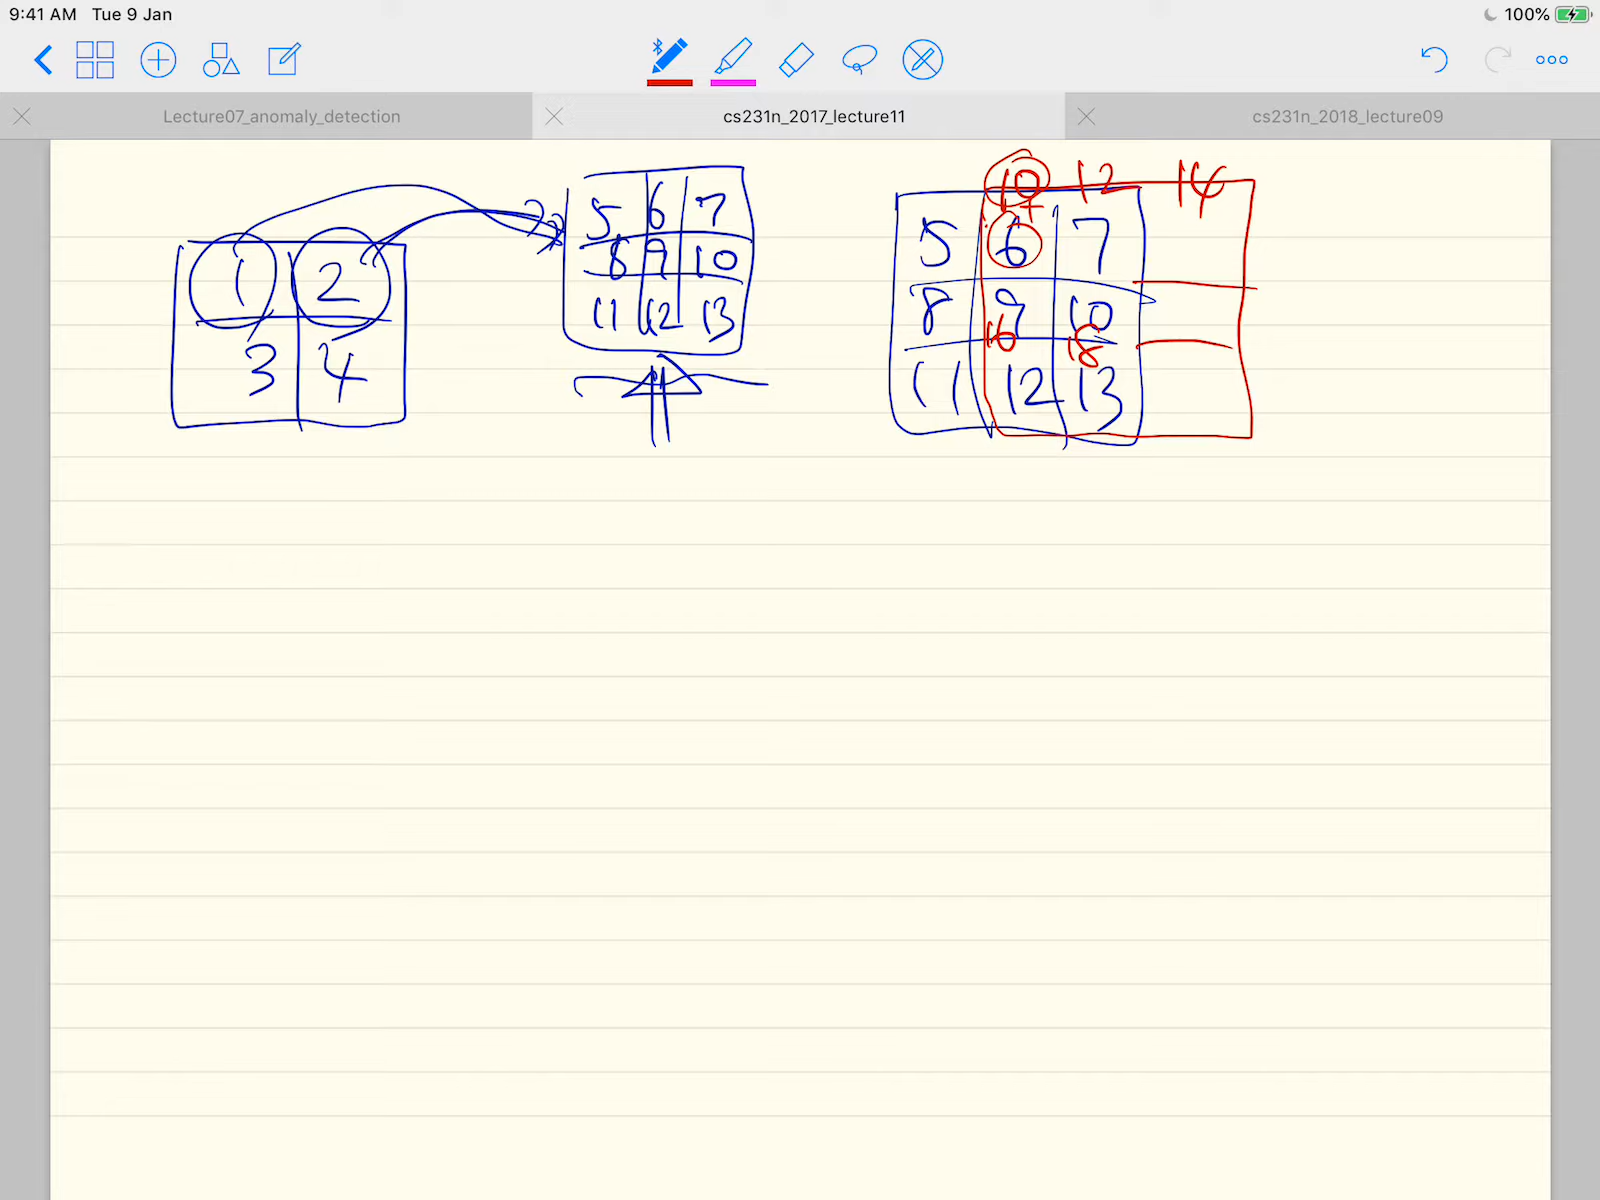 9:41 AM Tue 9 Jan 100%
Lecture07_anomaly_detection cs231n_2017_lecture11 cs231n_2018_lecture09
1 2
3 4
5 6 7
8 9 10
11 12 13
10 12 14
+
5 6 7
8 9 10
16 18
11 12 13